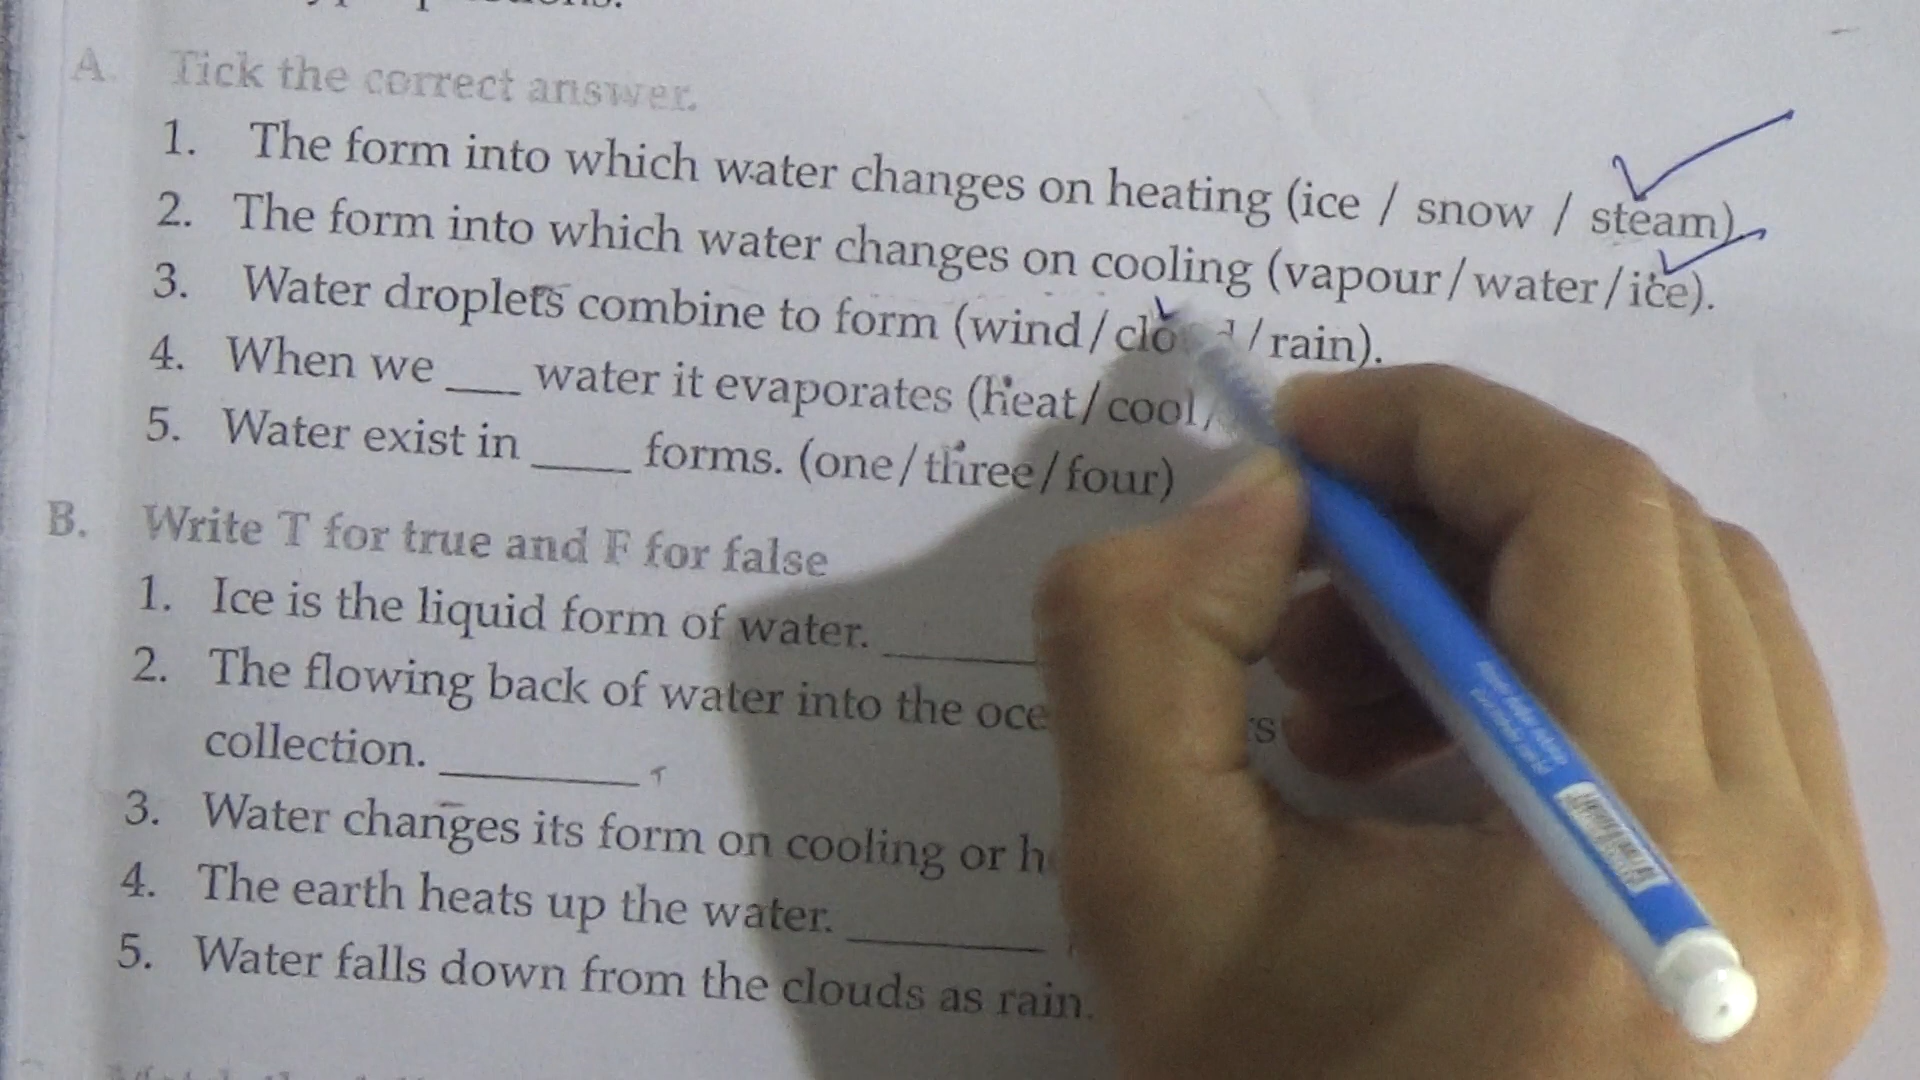 A. Tick the correct answer.
1. The form into which water changes on heating (ice / snow / steam).
2. The form into which water changes on cooling (vapour/water/ice).
3. Water droplets combine to form (wind/clo d/rain).
4. When we ___ water it evaporates (heat/cool/
5. Water exist in ____ forms. (one/three/four)
B. Write T for true and F for false
1. Ice is the liquid form of water. ______
2. The flowing back of water into the oce
collection. ________ T
3. Water changes its form on cooling or h
4. The earth heats up the water. ________
5. Water falls down from the clouds as rain.